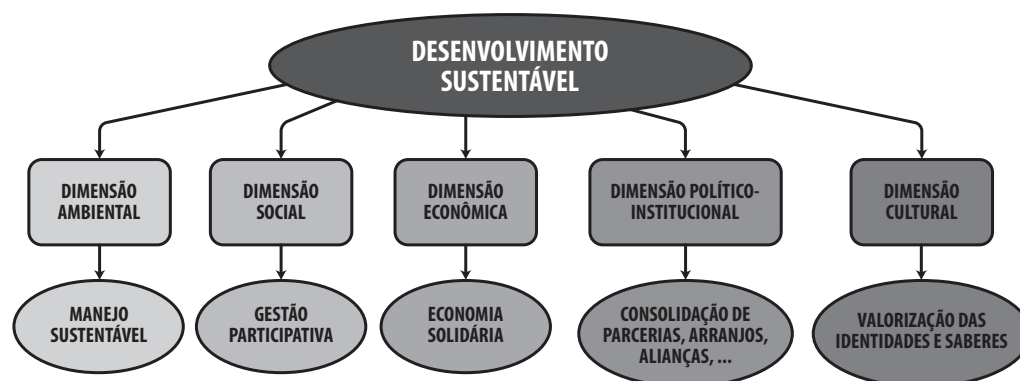 DESENVOLVIMENTO
SUSTENTÁVEL
DIMENSÃO
AMBIENTAL
DIMENSÃO
SOCIAL
DIMENSÃO
ECONÔMICA
DIMENSÃO POLÍTICO-
INSTITUCIONAL
DIMENSÃO
CULTURAL
MANEJO
SUSTENTÁVEL
GESTÃO
PARTICIPATIVA
ECONOMIA
SOLIDÁRIA
CONSOLIDAÇÃO DE
PARCERIAS, ARRANJOS,
ALIANÇAS, ...
VALORIZAÇÃO DAS
IDENTIDADES E SABERES